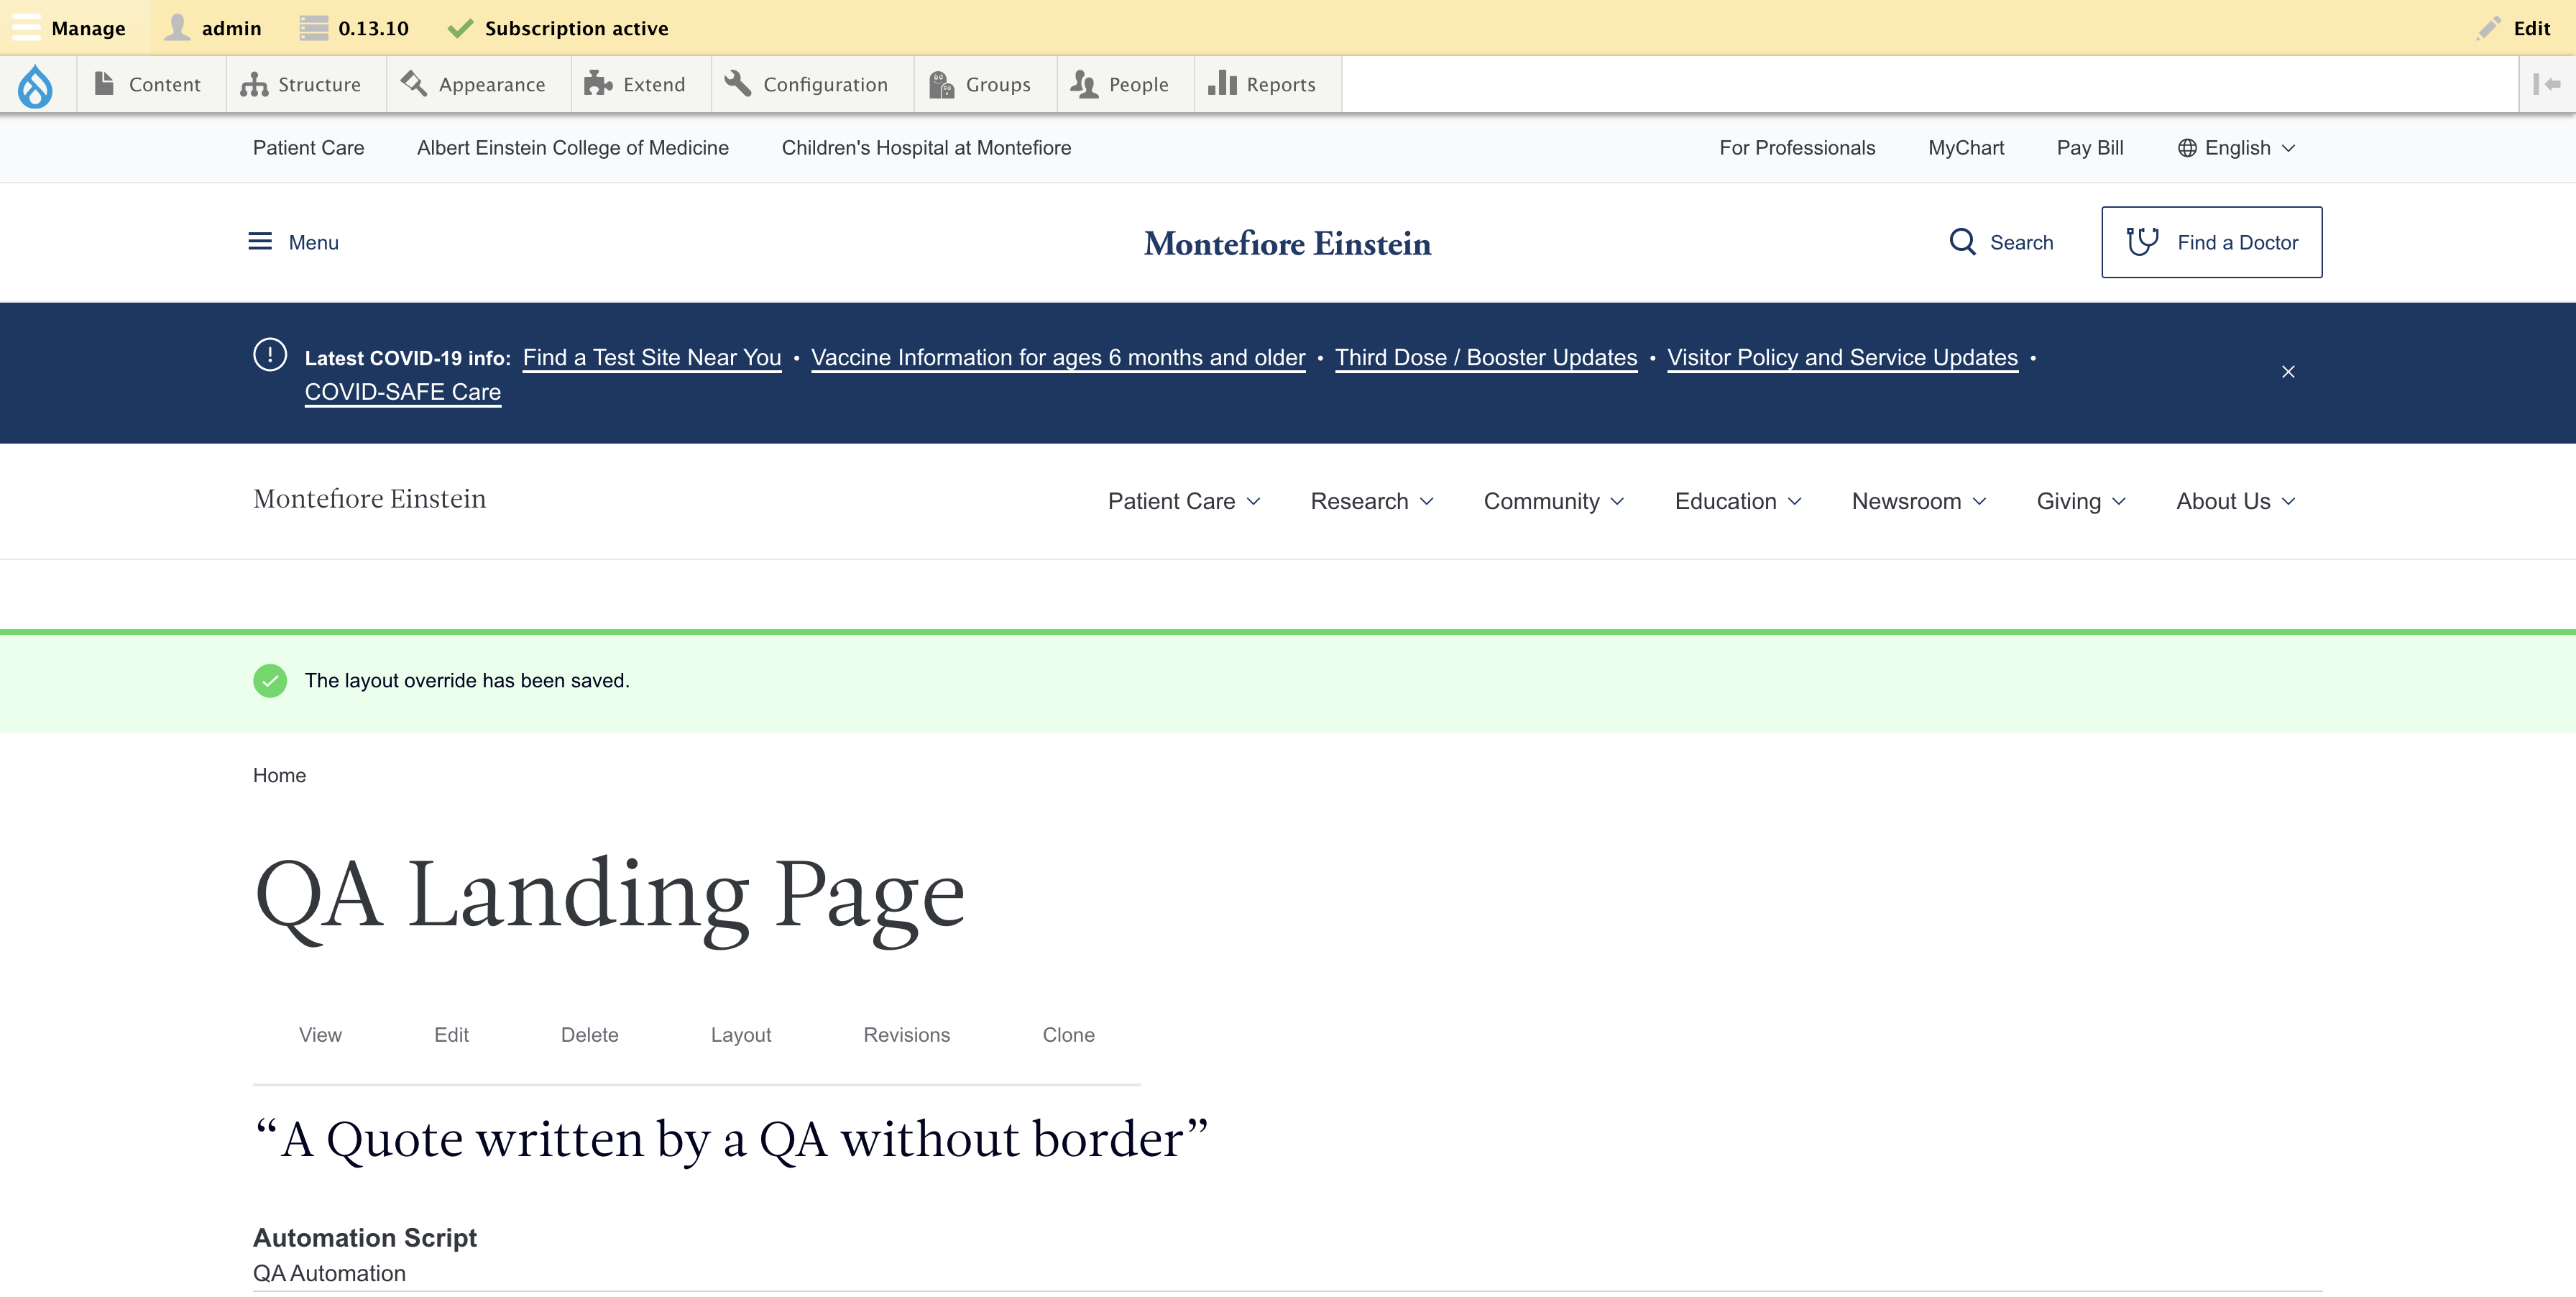 Manage admin 0.13.10 Subscription active Edit
Content Structure Appearance Extend Configuration Groups People Reports
Patient Care Albert Einstein College of Medicine Children's Hospital at Montefiore For Professionals MyChart Pay Bill English
Menu Montefiore Einstein Search Find a Doctor
Latest COVID-19 info: Find a Test Site Near You • Vaccine Information for ages 6 months and older • Third Dose / Booster Updates • Visitor Policy and Service Updates •
COVID-SAFE Care
Montefiore Einstein Patient Care Research Community Education Newsroom Giving About Us
The layout override has been saved.
Home
QA Landing Page
View Edit Delete Layout Revisions Clone
“A Quote written by a QA without border”
Automation Script
QA Automation